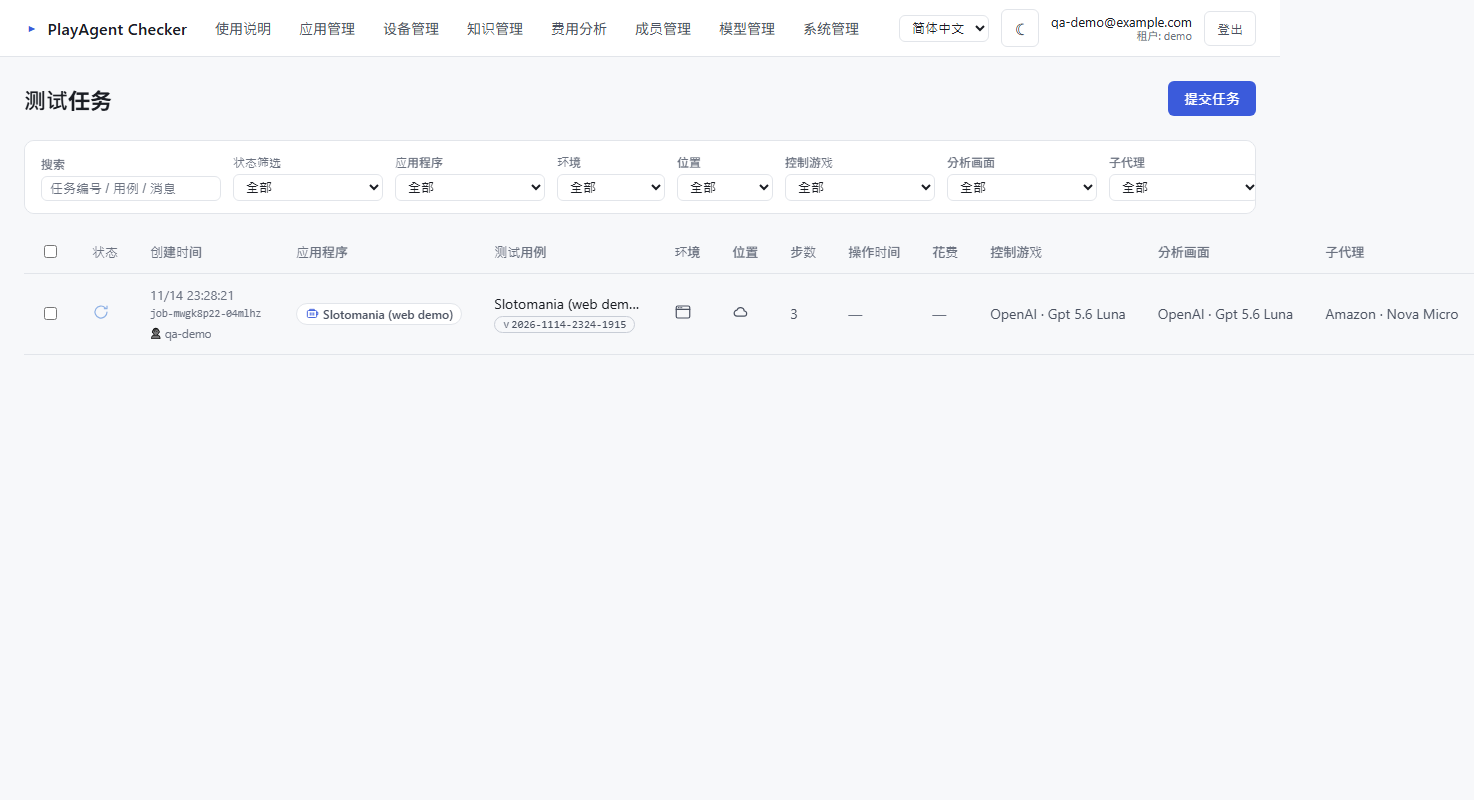 PlayAgent Checker
使用说明
应用管理
设备管理
知识管理
费用分析
成员管理
模型管理
系统管理
简体中文
qa-demo@example.com
租户: demo
登出
测试任务
提交任务
搜索
状态筛选
应用程序
环境
位置
控制游戏
分析画面
子代理
任务编号 / 用例 / 消息
全部
全部
全部
全部
全部
全部
全部
状态
创建时间
应用程序
测试用例
环境
位置
步数
操作时间
花费
控制游戏
分析画面
子代理
11/14 23:28:21
job-mwgk8p22-04mlhz
qa-demo
Slotomania (web demo)
Slotomania (web dem...
v 2026-1114-2324-1915
3
—
—
OpenAI · Gpt 5.6 Luna
OpenAI · Gpt 5.6 Luna
Amazon · Nova Micro